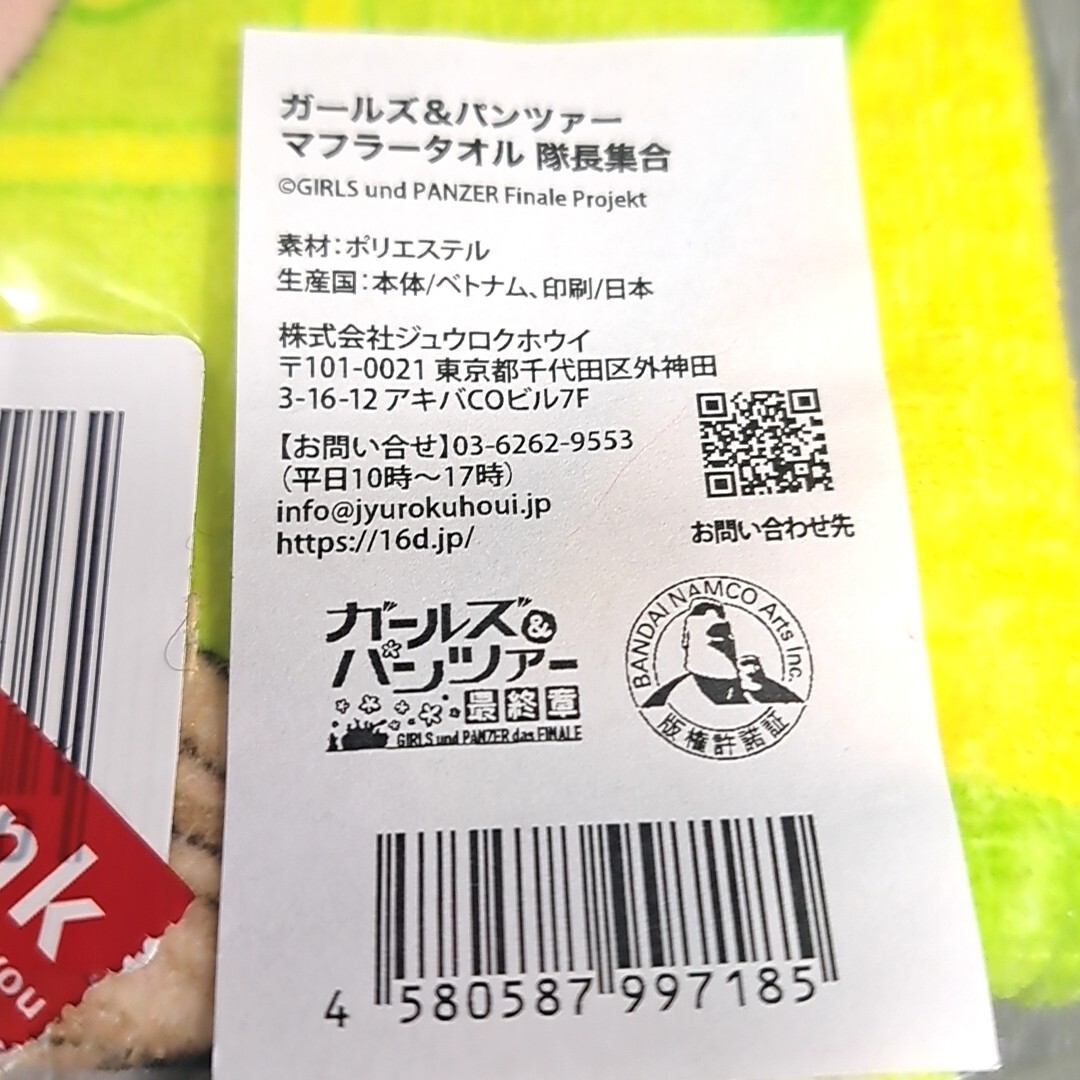 ガールズ&パンツァー
マフラータオル 隊長集合
©GIRLS und PANZER Finale Projekt
素材:ポリエステル
生産国:本体/ベトナム、印刷/日本
株式会社ジュウロクホウイ
〒101-0021 東京都千代田区外神田
3-16-12 アキバCOビル7F
【お問い合せ】03-6262-9553
(平日10時〜17時)
info@jyurokuhoui.jp
https://16d.jp/
お問い合わせ先
ガールズ&
パンツァー
最終章
GIRLS und PANZER das FINALE
BANDAI NAMCO Arts Inc.
版権許諾証
4 580587 997185
nk
you